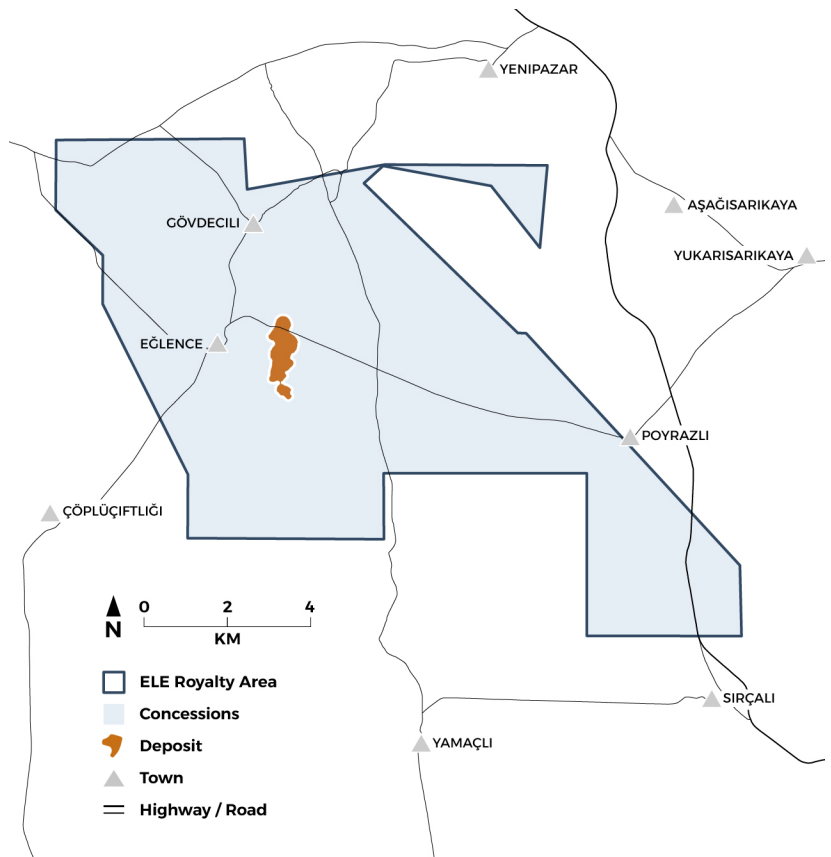 YENIPAZAR
AŞAĞISARIKAYA
GÖVDECILI
YUKARISARIKAYA
EĞLENCE
POYRAZLI
ÇÖPLÜÇIFTLIĞI
0 2 4
N
KM
ELE Royalty Area
Concessions
SIRÇALI
Deposit
YAMAÇLI
Town
Highway / Road